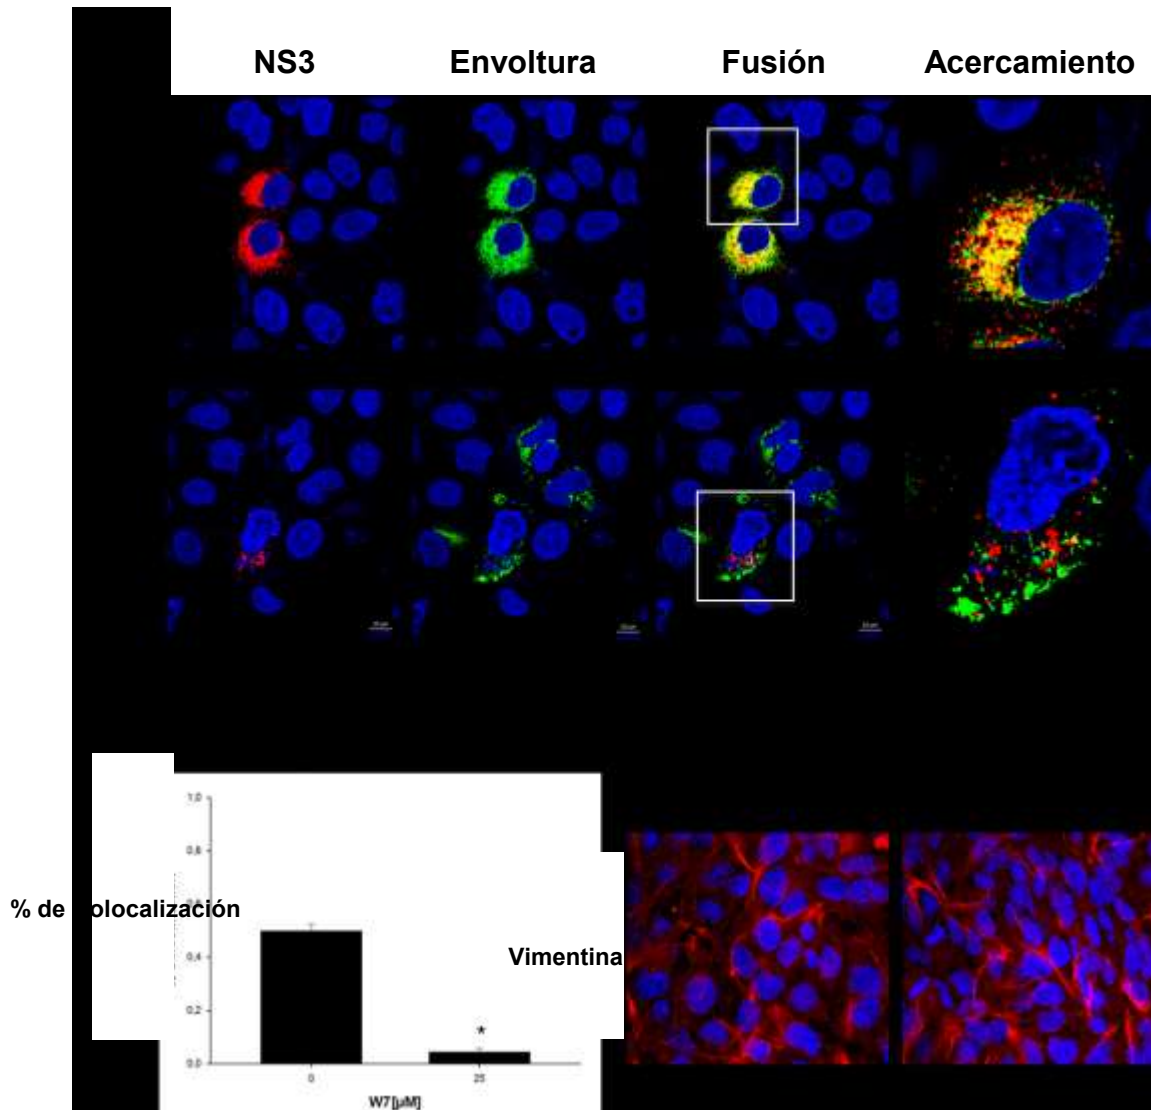 NS3 Envoltura Fusión Acercamiento
1,0
0,8
% de colocalización
0,4
Vimentina
0,2
*
0,0
0 25
W7[µM]